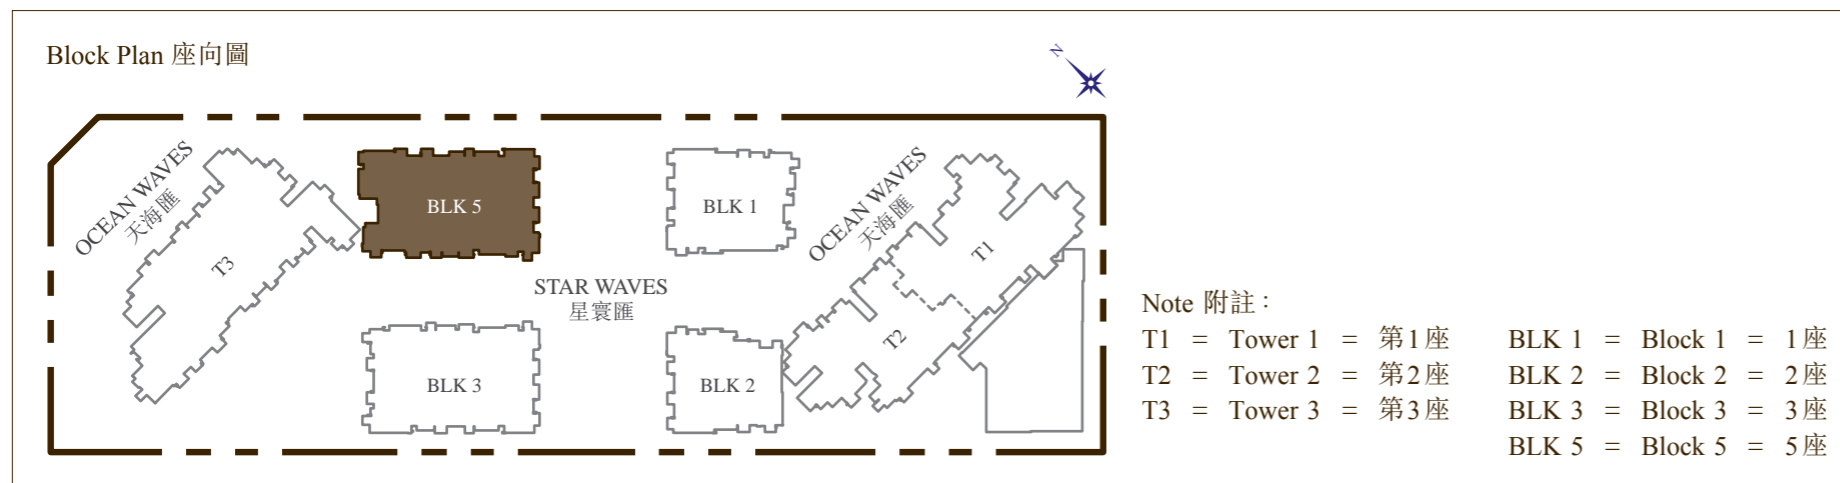 Block Plan 座向圖
N
OCEAN WAVES
天海匯
T3
BLK 5
BLK 1
OCEAN WAVES
天海匯
T1
STAR WAVES
星寰匯
T2
BLK 3
BLK 2
Note 附註：
T1 = Tower 1 = 第1座 BLK 1 = Block 1 = 1座
T2 = Tower 2 = 第2座 BLK 2 = Block 2 = 2座
T3 = Tower 3 = 第3座 BLK 3 = Block 3 = 3座
BLK 5 = Block 5 = 5座